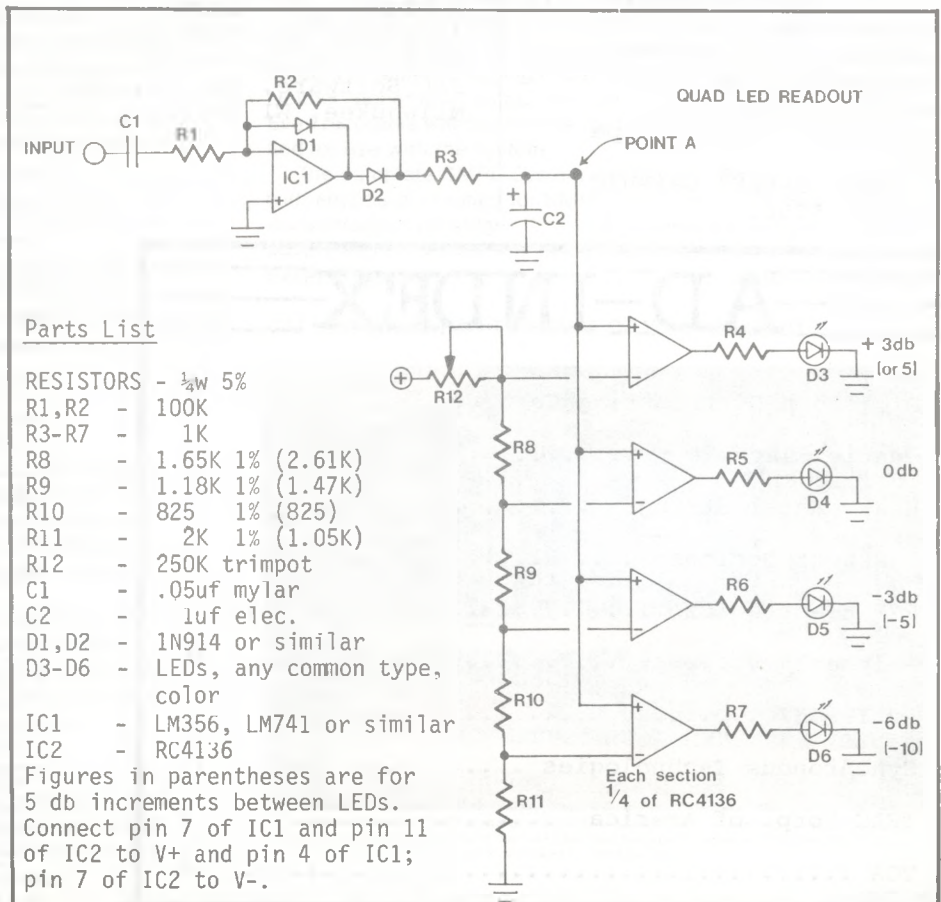 QUAD LED READOUT
R2
C1
R1
D1
INPUT
IC1
D2
R3
POINT A
+
C2
Parts List
RESISTORS - ¼w 5%
R1,R2 - 100K
R3-R7 - 1K
R8 - 1.65K 1% (2.61K)
R9 - 1.18K 1% (1.47K)
R10 - 825 1% (825)
R11 - 2K 1% (1.05K)
R12 - 250K trimpot
C1 - .05uf mylar
C2 - 1uf elec.
D1,D2 - 1N914 or similar
D3-D6 - LEDs, any common type,
color
IC1 - LM356, LM741 or similar
IC2 - RC4136
Figures in parentheses are for
5 db increments between LEDs.
Connect pin 7 of IC1 and pin 11
of IC2 to V+ and pin 4 of IC1;
pin 7 of IC2 to V-.
R12
R4
D3
+ 3db
(or 5)
R8
R5
D4
0db
R9
R6
D5
-3db
(-5)
R10
R7
D6
-6db
(-10)
R11
Each section
1/4 of RC4136
AD-INDEX